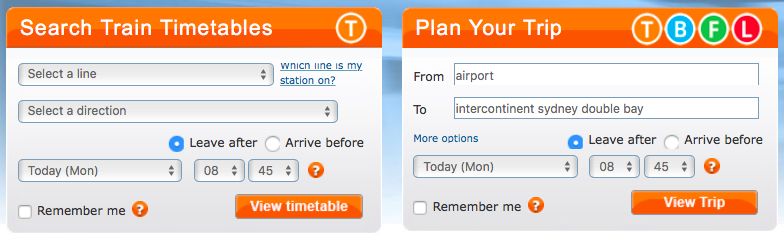 Search Train Timetables
T
Select a line
Which line is my
station on?
Select a direction
Leave after
Arrive before
Today (Mon)
08
45
?
Remember me
?
View timetable
Plan Your Trip
T
B
F
L
From
airport
To
intercontinent sydney double bay
More options
Leave after
Arrive before
Today (Mon)
08
45
?
Remember me
?
View Trip